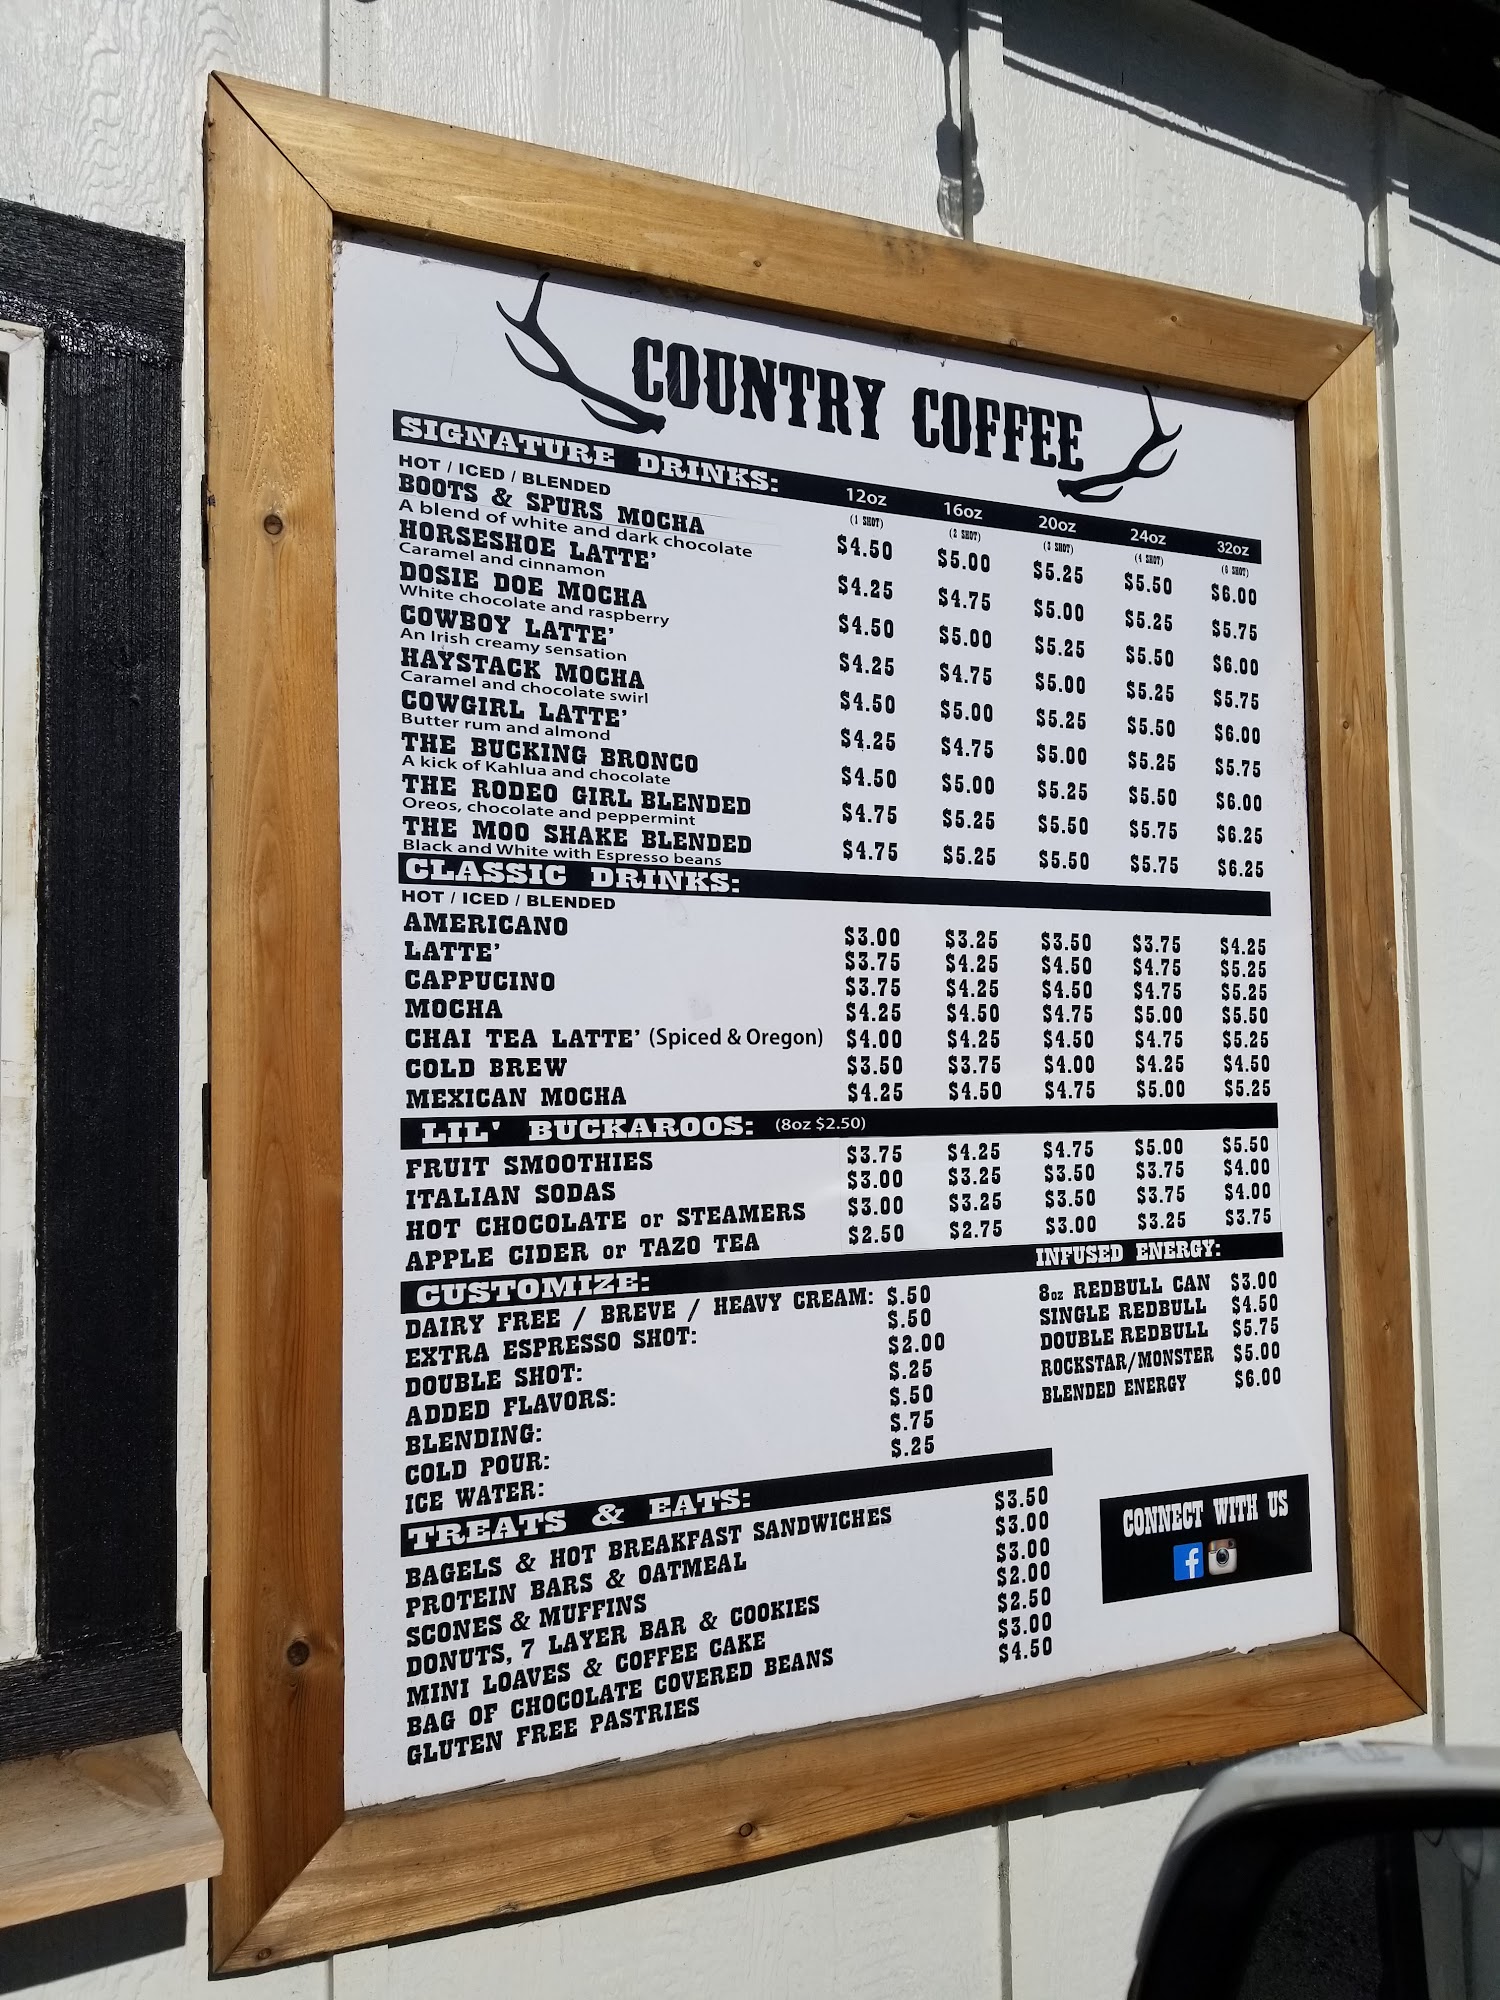 COUNTRY COFFEE
SIGNATURE DRINKS: 12oz 16oz 20oz 24oz 32oz
HOT / ICED / BLENDED (1 SHOT) (2 SHOT) (3 SHOT) (4 SHOT) (6 SHOT)
BOOTS & SPURS MOCHA $4.50 $5.00 $5.25 $5.50 $6.00
A blend of white and dark chocolate
HORSESHOE LATTE' $4.25 $4.75 $5.00 $5.25 $5.75
Caramel and cinnamon
DOSIE DOE MOCHA $4.50 $5.00 $5.25 $5.50 $6.00
White chocolate and raspberry
COWBOY LATTE' $4.25 $4.75 $5.00 $5.25 $5.75
An Irish creamy sensation
HAYSTACK MOCHA $4.50 $5.00 $5.25 $5.50 $6.00
Caramel and chocolate swirl
COWGIRL LATTE' $4.25 $4.75 $5.00 $5.25 $5.75
Butter rum and almond
THE BUCKING BRONCO $4.50 $5.00 $5.25 $5.50 $6.00
A kick of Kahlua and chocolate
THE RODEO GIRL BLENDED $4.75 $5.25 $5.50 $5.75 $6.25
Oreos, chocolate and peppermint
THE MOO SHAKE BLENDED $4.75 $5.25 $5.50 $5.75 $6.25
Black and White with Espresso beans
CLASSIC DRINKS:
HOT / ICED / BLENDED
AMERICANO $3.00 $3.25 $3.50 $3.75 $4.25
LATTE' $3.75 $4.25 $4.50 $4.75 $5.25
CAPPUCINO $3.75 $4.25 $4.50 $4.75 $5.25
MOCHA $4.25 $4.50 $4.75 $5.00 $5.50
CHAI TEA LATTE' (Spiced & Oregon) $4.00 $4.25 $4.50 $4.75 $5.25
COLD BREW $3.50 $3.75 $4.00 $4.25 $4.50
MEXICAN MOCHA $4.25 $4.50 $4.75 $5.00 $5.25
LIL' BUCKAROOS: (8oz $2.50)
FRUIT SMOOTHIES $3.75 $4.25 $4.75 $5.00 $5.50
ITALIAN SODAS $3.00 $3.25 $3.50 $3.75 $4.00
HOT CHOCOLATE or STEAMERS $3.00 $3.25 $3.50 $3.75 $4.00
APPLE CIDER or TAZO TEA $2.50 $2.75 $3.00 $3.25 $3.75
CUSTOMIZE:
DAIRY FREE / BREVE / HEAVY CREAM: $.50
EXTRA ESPRESSO SHOT: $.50
DOUBLE SHOT: $2.00
ADDED FLAVORS: $.25
BLENDING: $.50
COLD POUR: $.75
ICE WATER: $.25
INFUSED ENERGY:
8oz REDBULL CAN $3.00
SINGLE REDBULL $4.50
DOUBLE REDBULL $5.75
ROCKSTAR/MONSTER $5.00
BLENDED ENERGY $6.00
TREATS & EATS:
BAGELS & HOT BREAKFAST SANDWICHES $3.50
PROTEIN BARS & OATMEAL $3.00
SCONES & MUFFINS $3.00
DONUTS, 7 LAYER BAR & COOKIES $2.00
MINI LOAVES & COFFEE CAKE $2.50
BAG OF CHOCOLATE COVERED BEANS $3.00
GLUTEN FREE PASTRIES $4.50
CONNECT WITH US